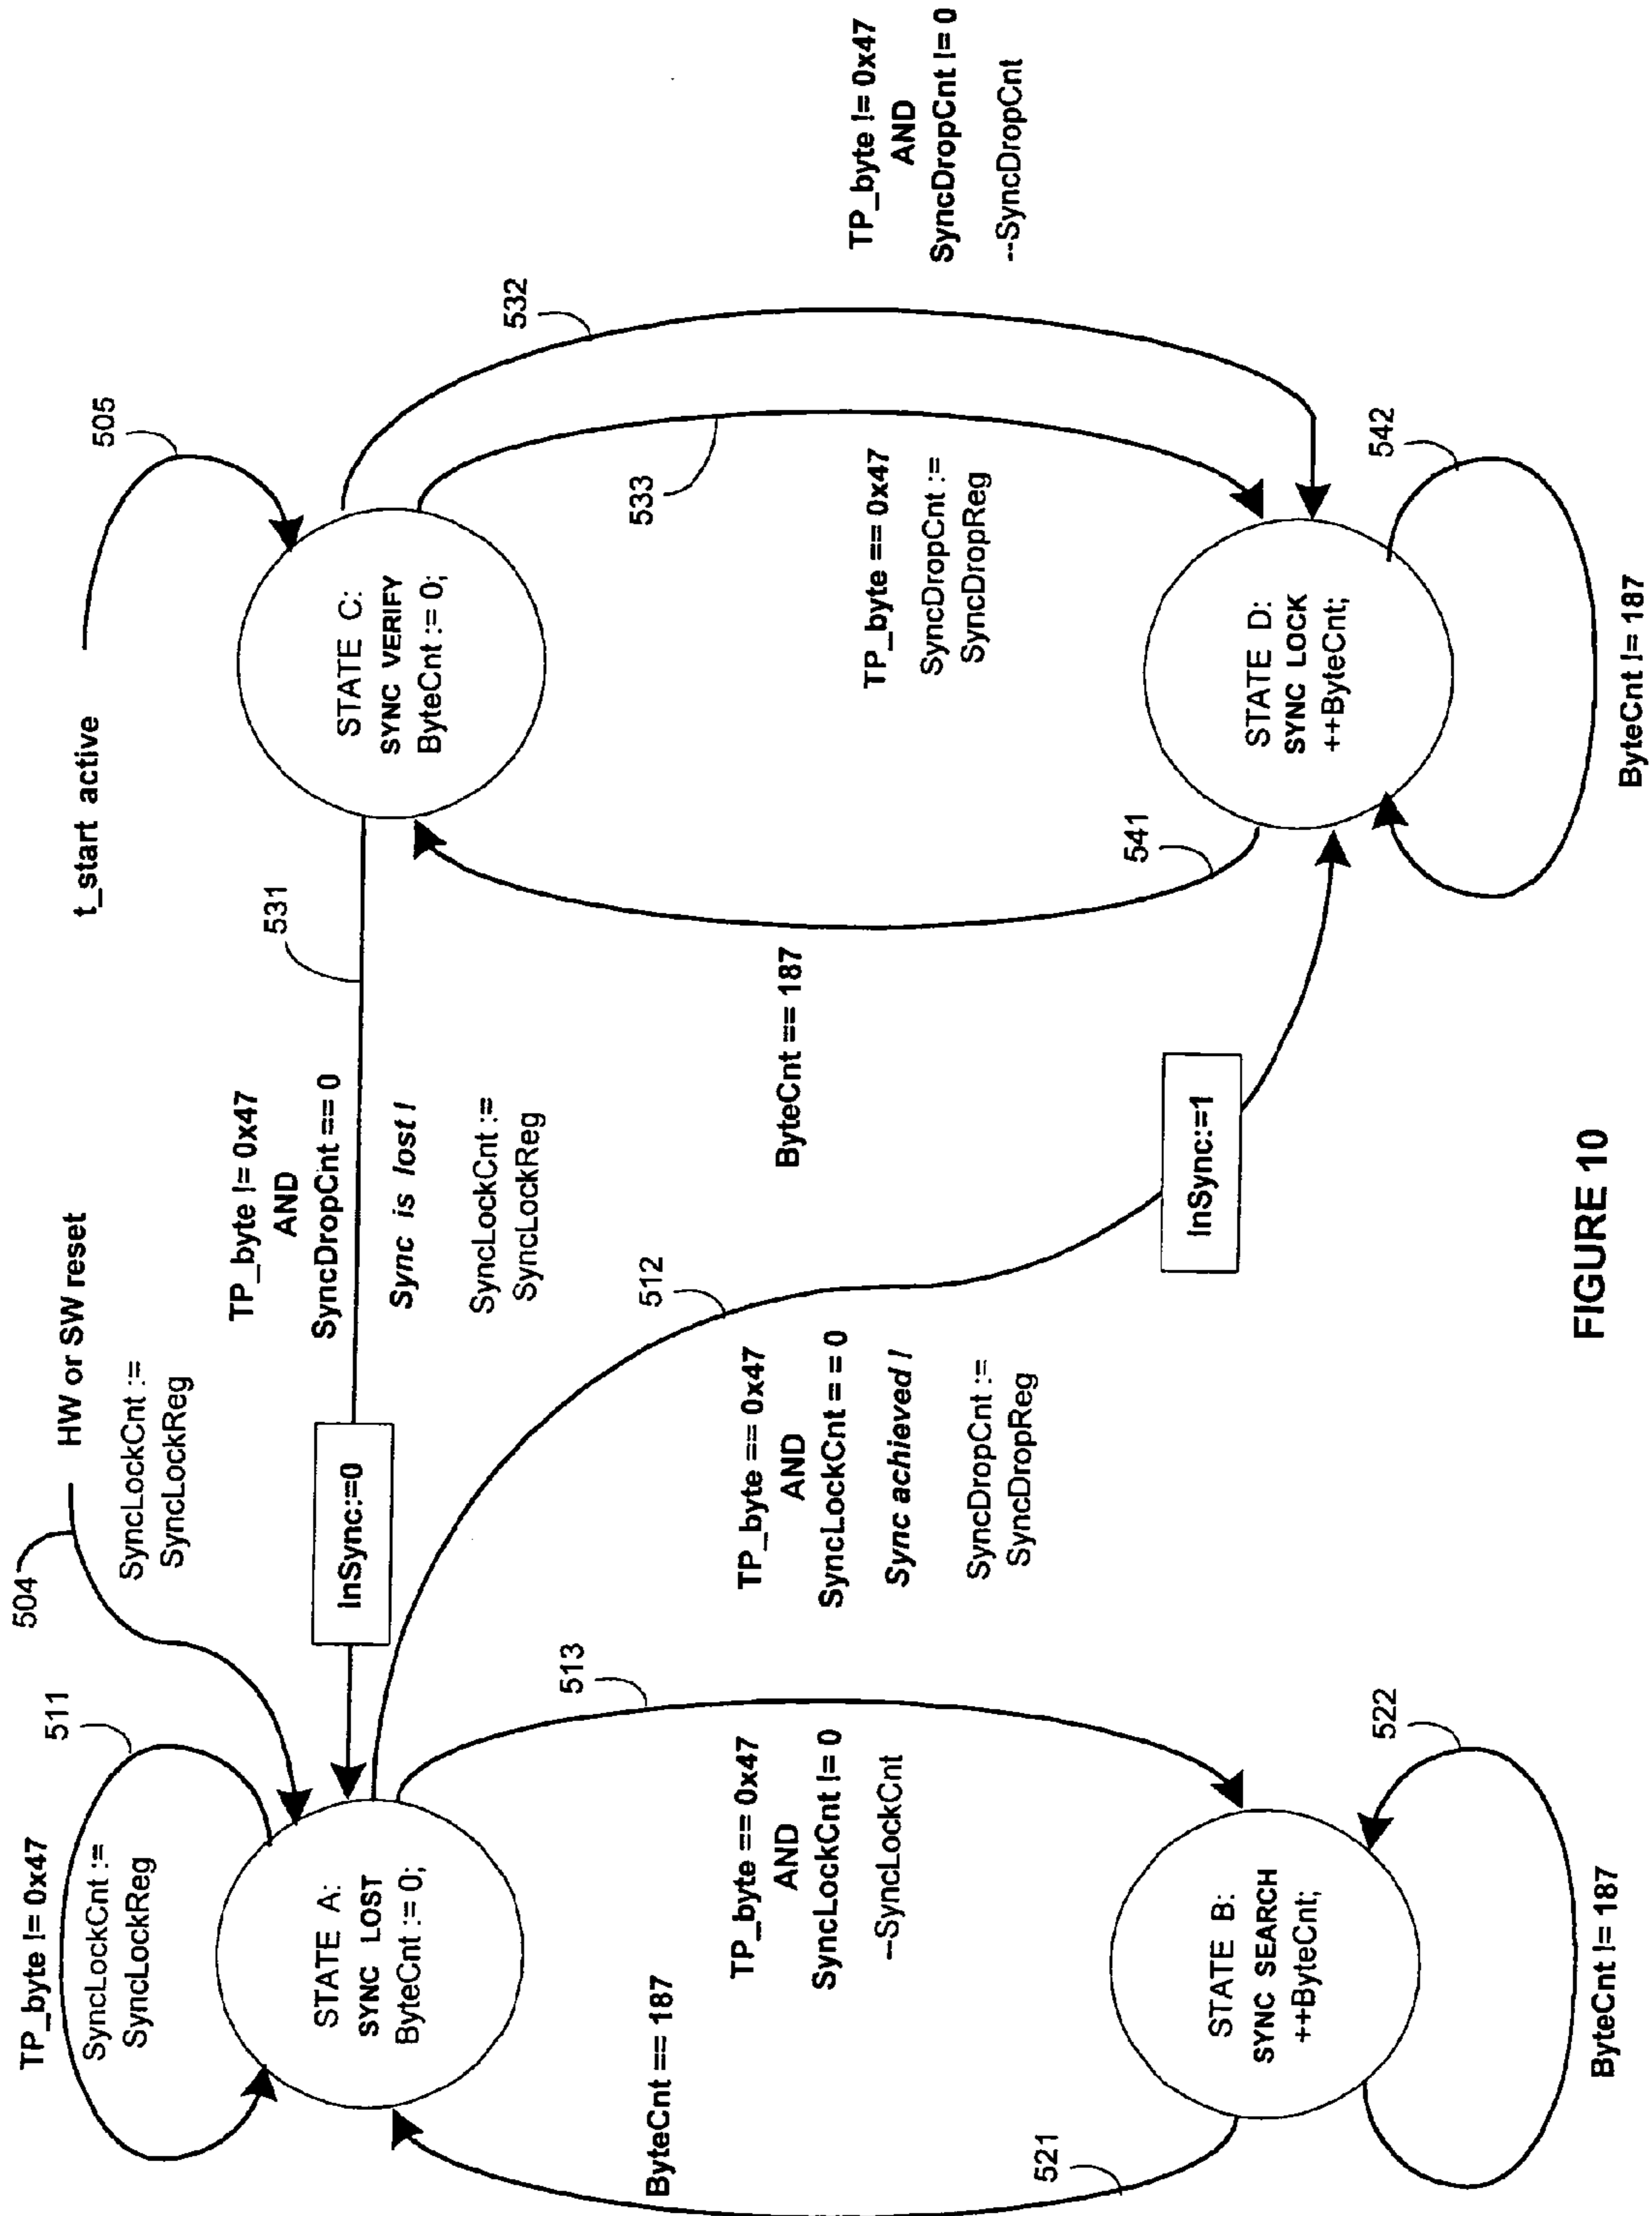 504
HW or SW reset
SyncLockCnt :=
SyncLockReg
t_start active
505
511
TP_byte != 0x47
SyncLockCnt :=
SyncLockReg
STATE A:
SYNC LOST
ByteCnt := 0;
InSync:=0
531
TP_byte != 0x47
AND
SyncDropCnt == 0
Sync is lost !
SyncLockCnt :=
SyncLockReg
STATE C:
SYNC VERIFY
ByteCnt := 0;
532
TP_byte != 0x47
AND
SyncDropCnt != 0
--SyncDropCnt
533
TP_byte == 0x47
SyncDropCnt :=
SyncDropReg
513
TP_byte == 0x47
AND
SyncLockCnt != 0
--SyncLockCnt
512
TP_byte == 0x47
AND
SyncLockCnt = = 0
Sync achieved !
SyncDropCnt :=
SyncDropReg
ByteCnt == 187
521
ByteCnt == 187
541
InSync:=1
STATE B:
SYNC SEARCH
++ByteCnt;
522
ByteCnt != 187
STATE D:
SYNC LOCK
++ByteCnt;
542
ByteCnt != 187
FIGURE 10